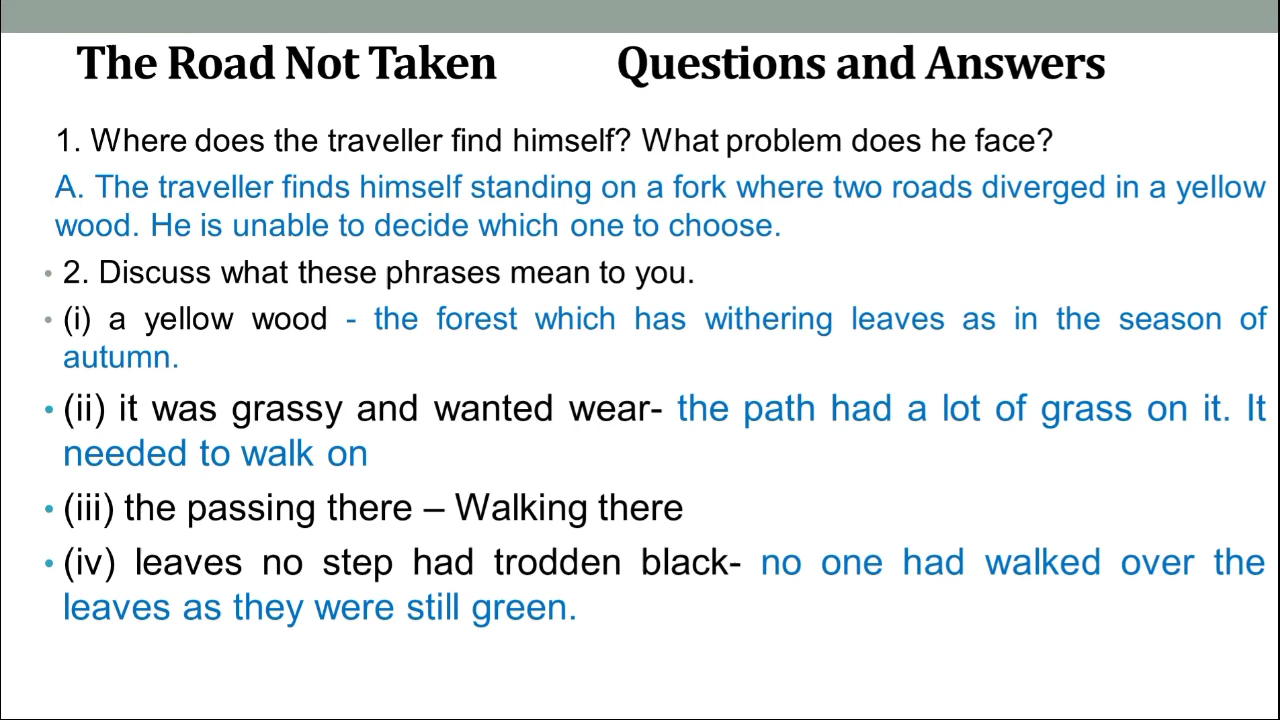 The Road Not Taken Questions and Answers
1. Where does the traveller find himself? What problem does he face?
A. The traveller finds himself standing on a fork where two roads diverged in a yellow
wood. He is unable to decide which one to choose.
• 2. Discuss what these phrases mean to you.
• (i) a yellow wood - the forest which has withering leaves as in the season of
autumn.
• (ii) it was grassy and wanted wear- the path had a lot of grass on it. It
needed to walk on
• (iii) the passing there – Walking there
• (iv) leaves no step had trodden black- no one had walked over the
leaves as they were still green.